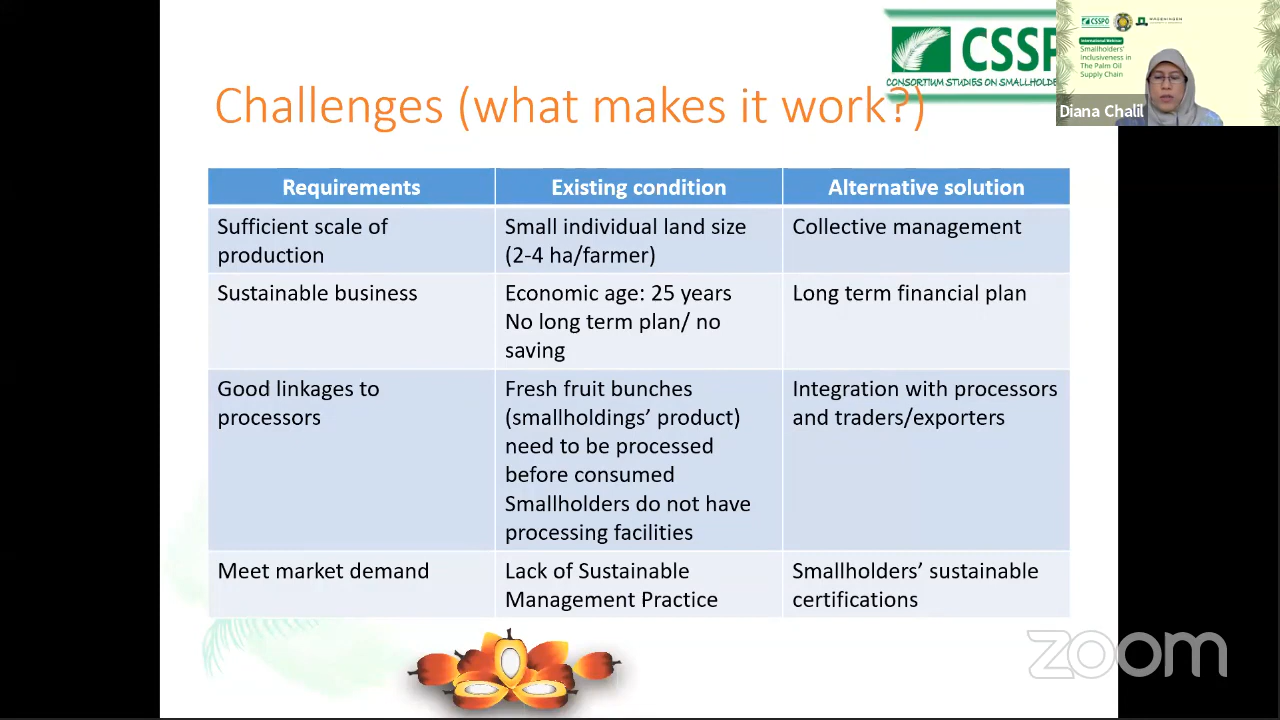 CSSP
CONSORTIUM STUDIES ON SMALLHOLDE
Challenges (what makes it work?)
CSSPO
International Webinar
Smallholders'
Inclusiveness in
The Palm Oil
Supply Chain
Diana Chalil
Requirements
Existing condition
Alternative solution
Sufficient scale of
production
Small individual land size
(2-4 ha/farmer)
Collective management
Sustainable business
Economic age: 25 years
No long term plan/ no
saving
Long term financial plan
Good linkages to
processors
Fresh fruit bunches
(smallholdings’ product)
need to be processed
before consumed
Smallholders do not have
processing facilities
Integration with processors
and traders/exporters
Meet market demand
Lack of Sustainable
Management Practice
Smallholders’ sustainable
certifications
zoom